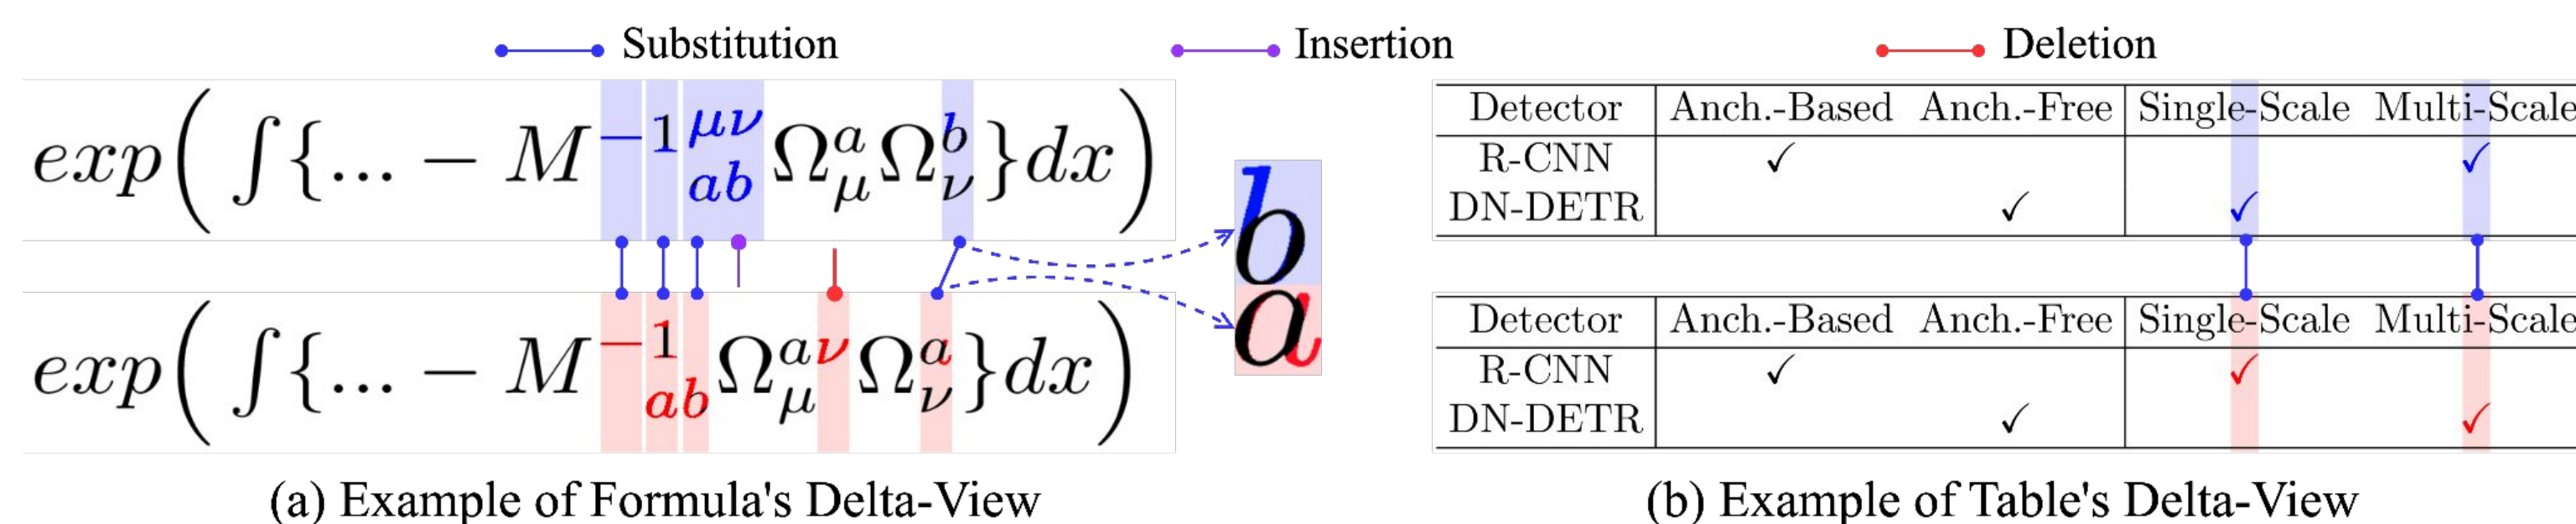 Substitution Insertion Deletion
exp( ∫{... − M^{−1}{}^{μν}_{ab} Ω^a_μ Ω^b_ν }dx )
b
a
exp( ∫{... − M^{−1}_{ab} Ω^{aν}_μ Ω^a_ν }dx )
Detector Anch.-Based Anch.-Free Single-Scale Multi-Scale
R-CNN ✓ ✓
DN-DETR ✓ ✓
Detector Anch.-Based Anch.-Free Single-Scale Multi-Scale
R-CNN ✓ ✓
DN-DETR ✓ ✓
(a) Example of Formula's Delta-View
(b) Example of Table's Delta-View